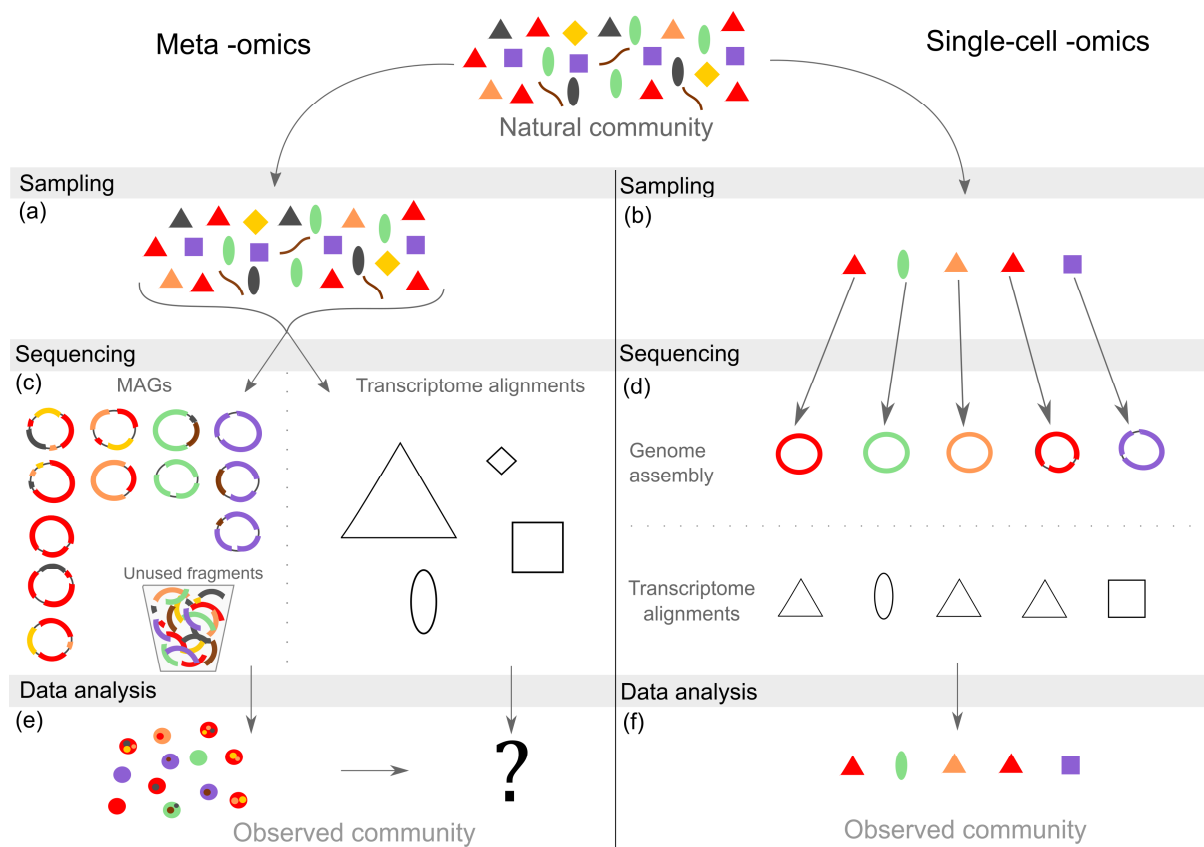 Meta -omics
Single-cell -omics
Natural community
Sampling
(a)
Sampling
(b)
Sequencing
(c)
MAGs
Transcriptome alignments
Unused fragments
Sequencing
(d)
Genome
assembly
Transcriptome
alignments
Data analysis
(e)
?
Observed community
Data analysis
(f)
Observed community